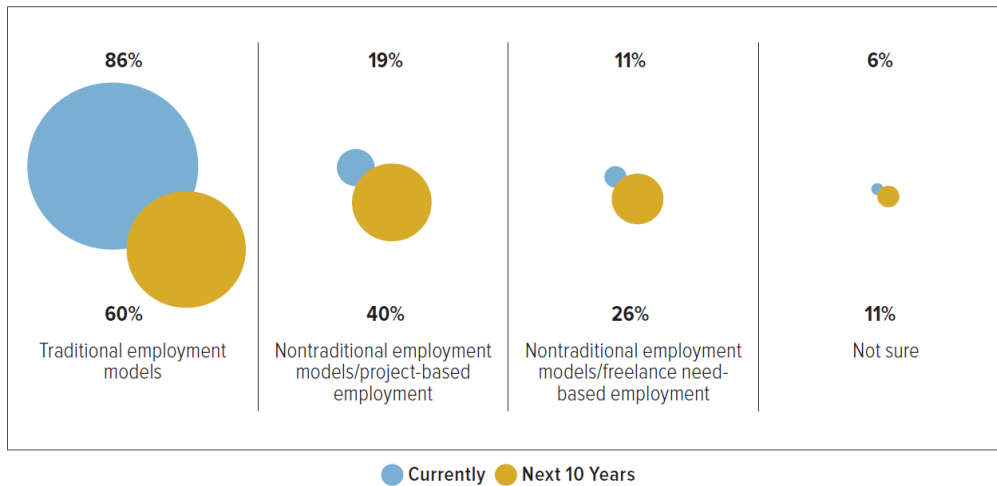 86%
19%
11%
6%
60%
40%
26%
11%
Traditional employment
models
Nontraditional employment
models/project-based
employment
Nontraditional employment
models/freelance need-
based employment
Not sure
Currently
Next 10 Years